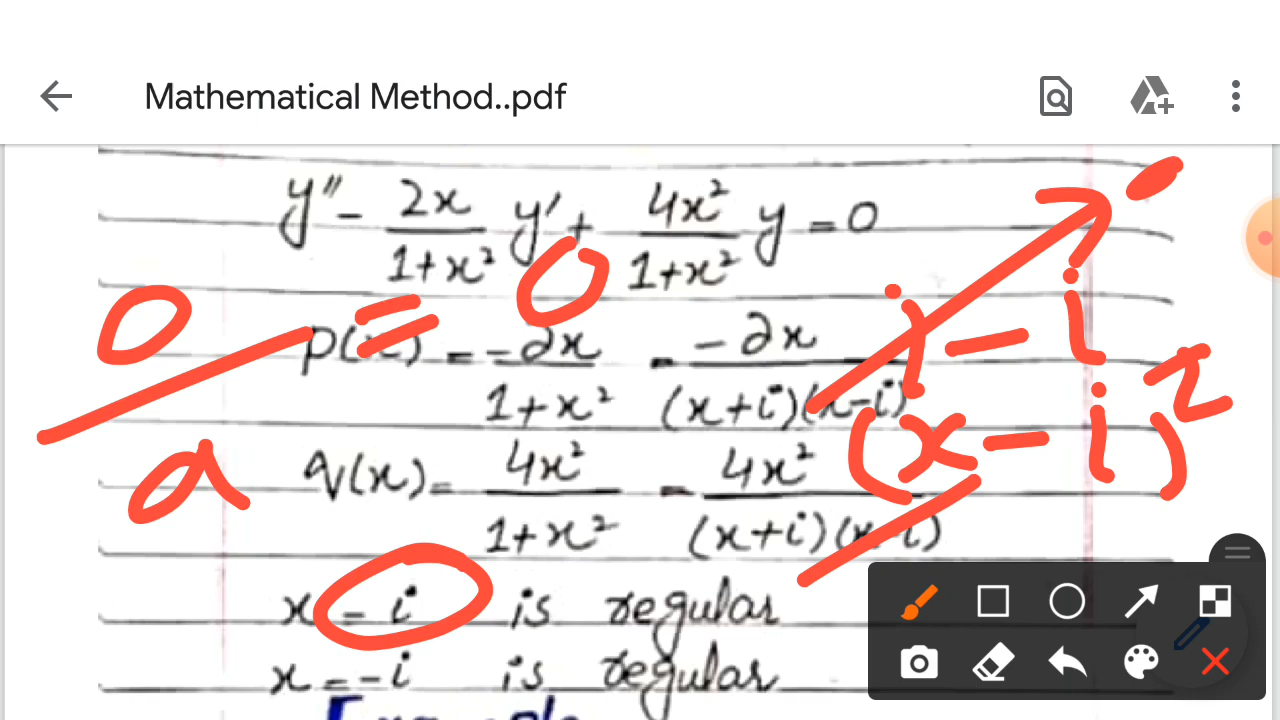 Mathematical Method..pdf
y'' - 2x/(1+x²) y' + 4x²/(1+x²) y = 0
0/a = 0
p(x) = -2x/(1+x²) = -2x/((x+i)(x-i))
i - i
(x-i)²
q(x) = 4x²/(1+x²) = 4x²/((x+i)(x-i))
x = i is regular
x = -i is regular